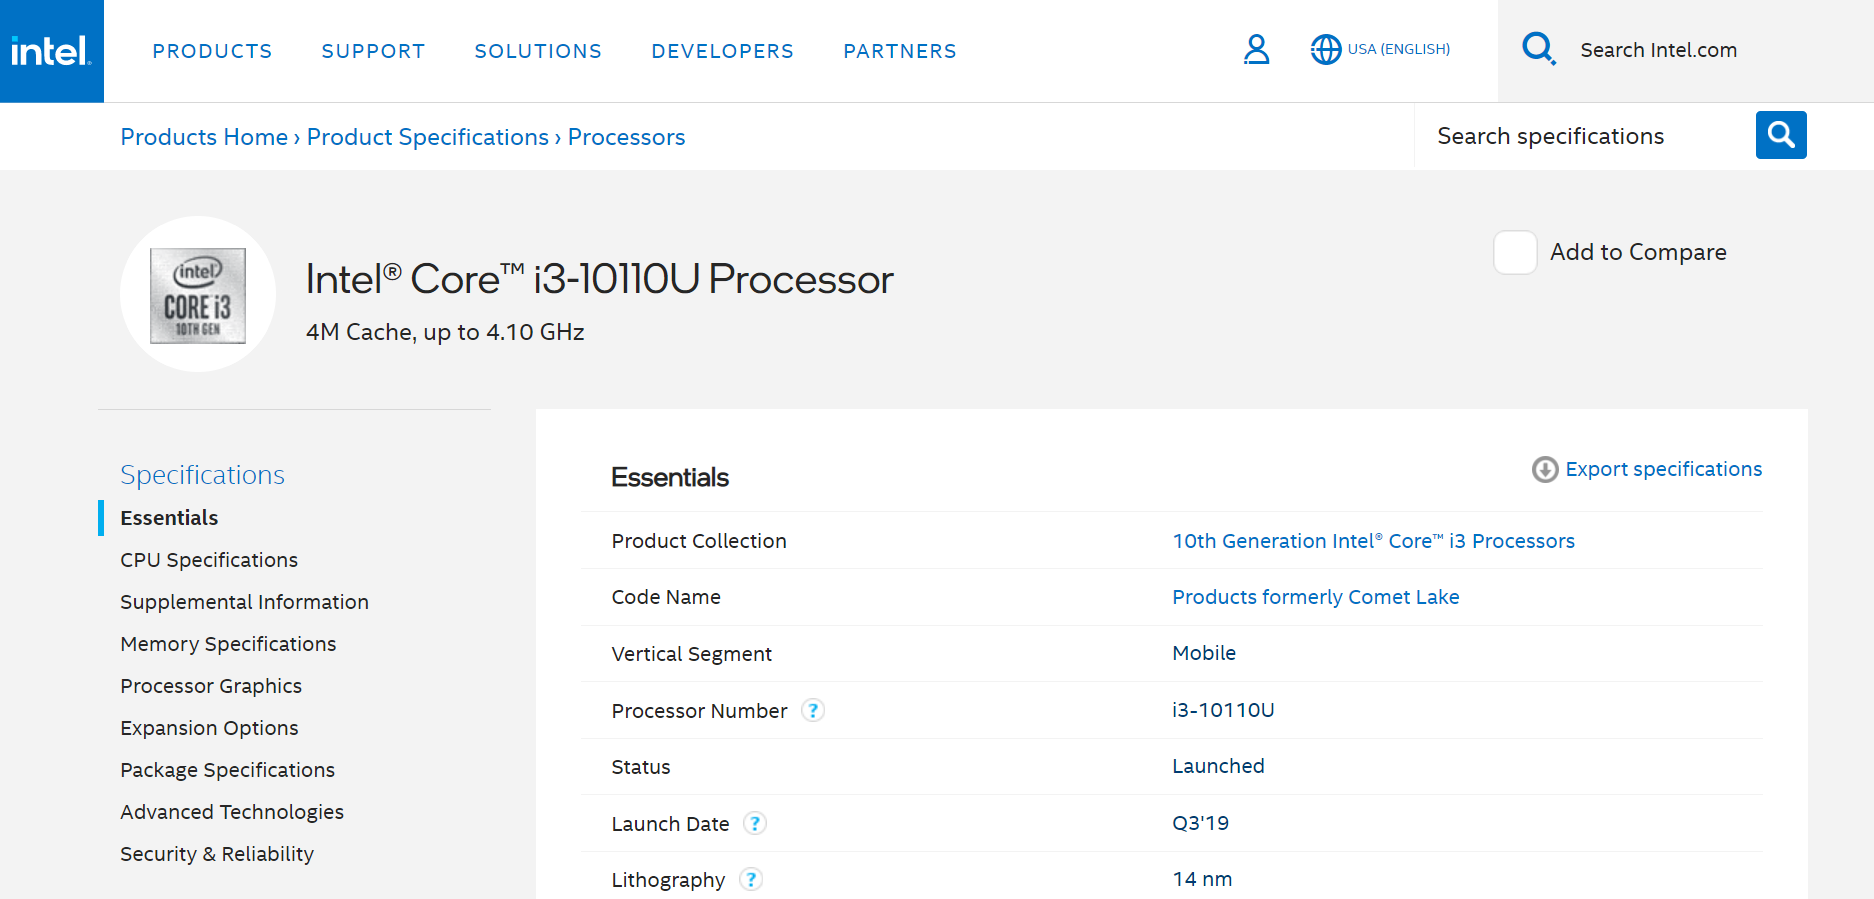 intel.
PRODUCTS SUPPORT SOLUTIONS DEVELOPERS PARTNERS
USA (ENGLISH)
Search Intel.com
Products Home › Product Specifications › Processors
Search specifications
intel
CORE i3
10TH GEN
Intel® Core™ i3-10110U Processor
4M Cache, up to 4.10 GHz
Add to Compare
Specifications
Essentials
CPU Specifications
Supplemental Information
Memory Specifications
Processor Graphics
Expansion Options
Package Specifications
Advanced Technologies
Security & Reliability
Essentials
Export specifications
Product Collection 10th Generation Intel® Core™ i3 Processors
Code Name Products formerly Comet Lake
Vertical Segment Mobile
Processor Number ? i3-10110U
Status Launched
Launch Date ? Q3'19
Lithography ? 14 nm